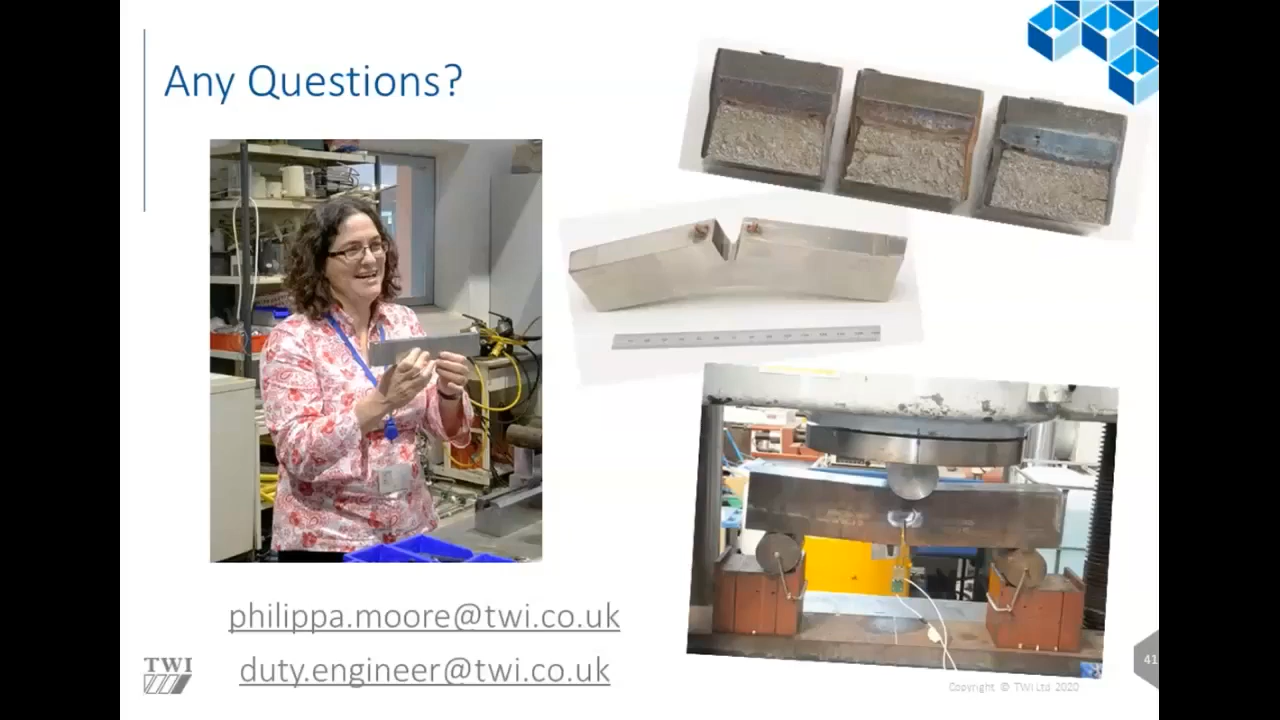 Any Questions?
philippa.moore@twi.co.uk
duty.engineer@twi.co.uk
TWI
41
Copyright © TWI Ltd 2020